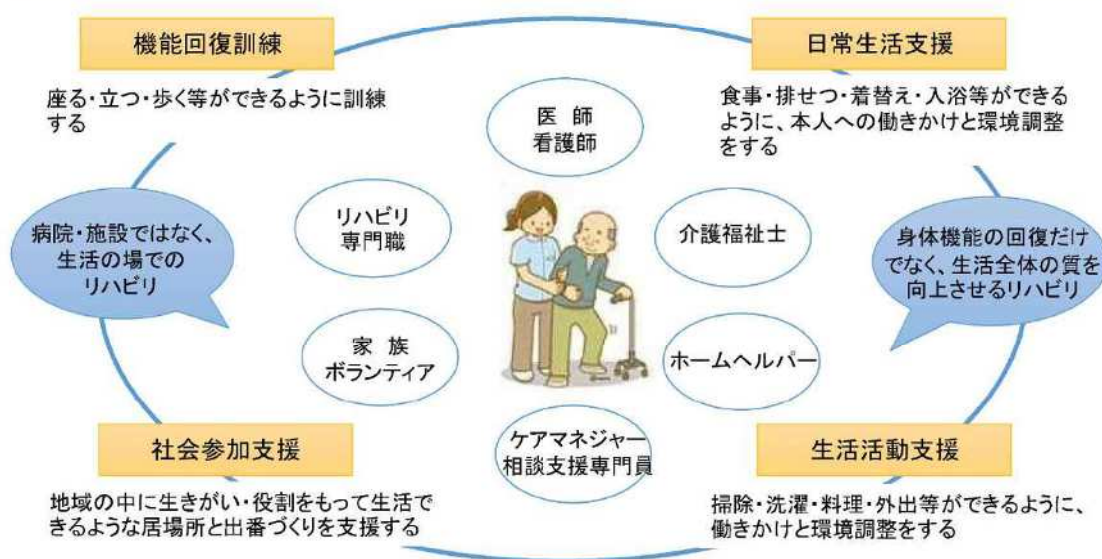 機能回復訓練
座る・立つ・歩く等ができるように訓練
する
日常生活支援
食事・排せつ・着替え・入浴等ができる
ように、本人への働きかけと環境調整
をする
医 師
看護師
リハビリ
専門職
介護福祉士
病院・施設ではなく、
生活の場での
リハビリ
身体機能の回復だけ
でなく、生活全体の質を
向上させるリハビリ
家 族
ボランティア
ホームヘルパー
ケアマネジャー
相談支援専門員
社会参加支援
地域の中に生きがい・役割をもって生活で
きるような居場所と出番づくりを支援する
生活活動支援
掃除・洗濯・料理・外出等ができるように、
働きかけと環境調整をする